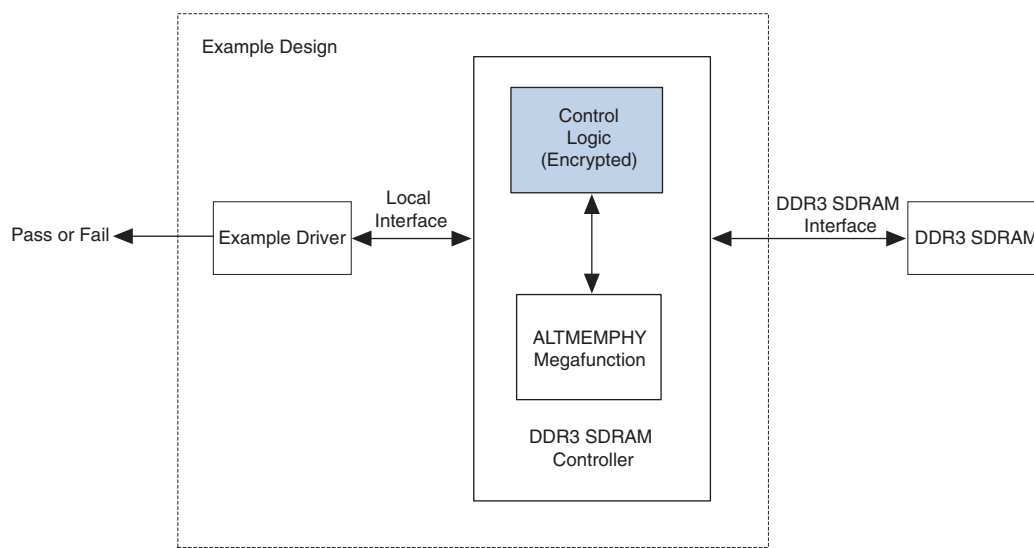 Example Design
Control
Logic
(Encrypted)
Local
Interface
DDR3 SDRAM
Interface
Pass or Fail
Example Driver
DDR3 SDRAM
ALTMEMPHY
Megafunction
DDR3 SDRAM
Controller